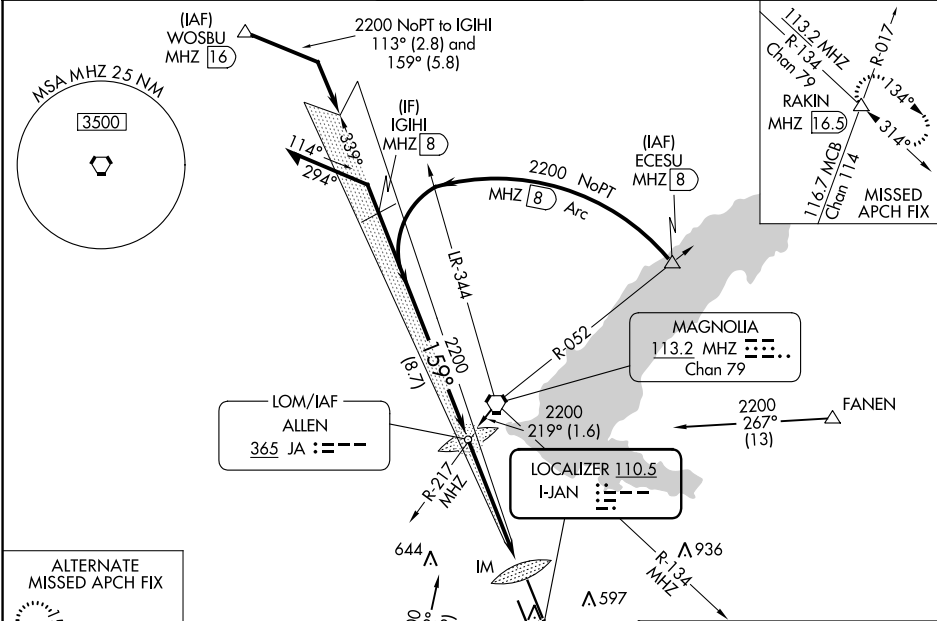 (IAF)
WOSBU
MHZ 16
2200 NoPT to IGIHI
113° (2.8) and
159° (5.8)
MSA MHZ 25 NM
3500
(IF)
IGIHI
MHZ 8
114°
294°
339°
2200 NoPT
MHZ 8 Arc
(IAF)
ECESU
MHZ 8
113.2 MHZ
R-134
Chan 79
R-017
134°
314°
RAKIN
MHZ 16.5
116.7 MCB
Chan 114
MISSED
APCH FIX
LR-344
R-052
2200
159°
(8.7)
MAGNOLIA
113.2 MHZ
Chan 79
LOM/IAF
ALLEN
365 JA
2200
219° (1.6)
2200
267°
(13)
FANEN
R-217
MHZ
LOCALIZER 110.5
I-JAN
644
IM
936
R-134
MHZ
597
ALTERNATE
MISSED APCH FIX